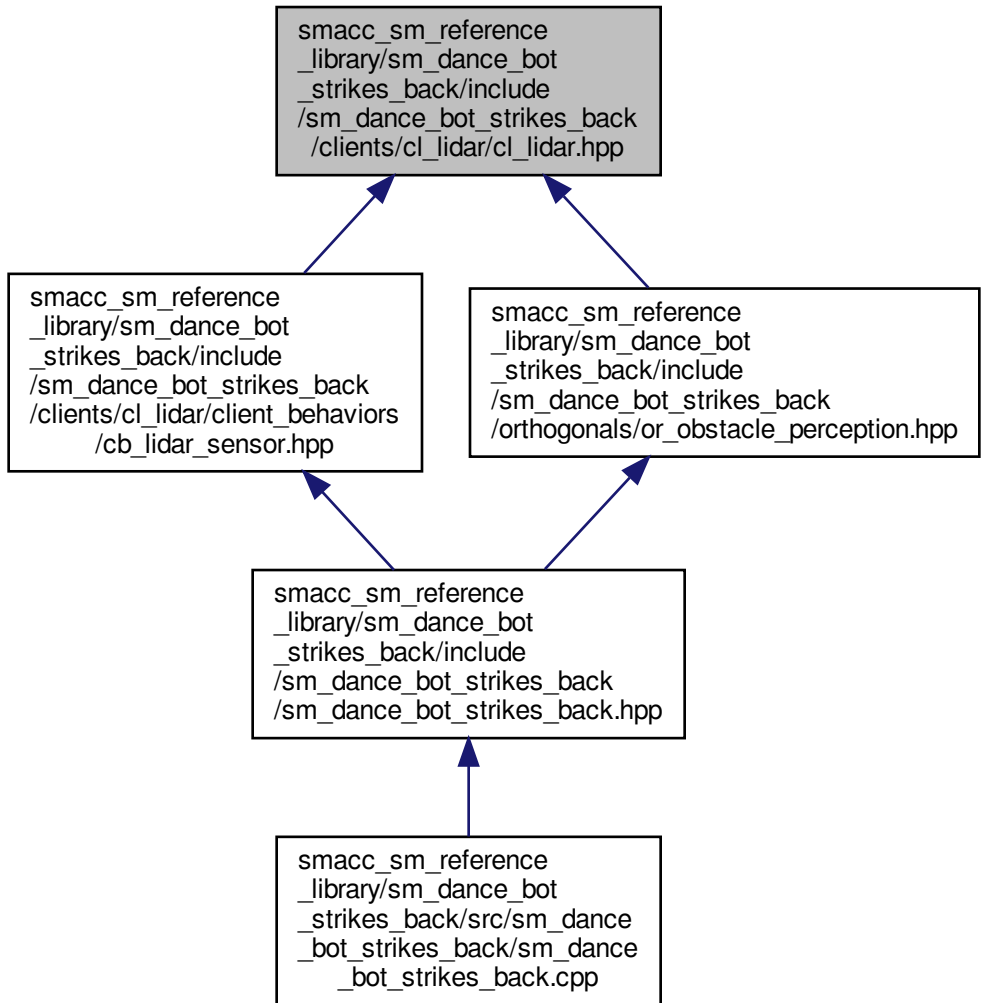 smacc_sm_reference
_library/sm_dance_bot
_strikes_back/include
/sm_dance_bot_strikes_back
/clients/cl_lidar/cl_lidar.hpp
smacc_sm_reference
_library/sm_dance_bot
_strikes_back/include
/sm_dance_bot_strikes_back
/clients/cl_lidar/client_behaviors
/cb_lidar_sensor.hpp
smacc_sm_reference
_library/sm_dance_bot
_strikes_back/include
/sm_dance_bot_strikes_back
/orthogonals/or_obstacle_perception.hpp
smacc_sm_reference
_library/sm_dance_bot
_strikes_back/include
/sm_dance_bot_strikes_back
/sm_dance_bot_strikes_back.hpp
smacc_sm_reference
_library/sm_dance_bot
_strikes_back/src/sm_dance
_bot_strikes_back/sm_dance
_bot_strikes_back.cpp